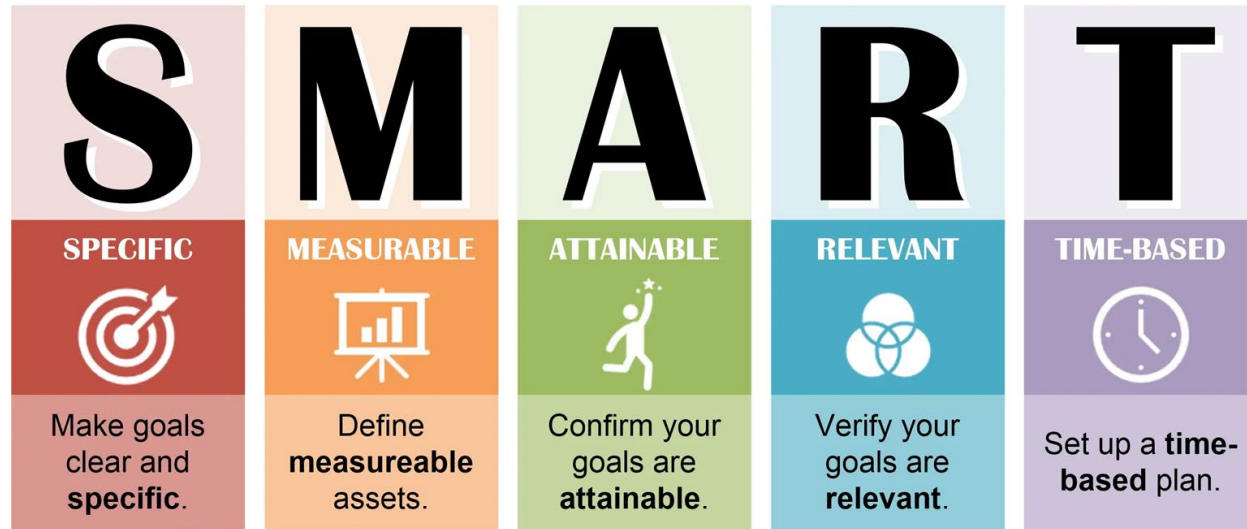 S M A R T
SPECIFIC
MEASURABLE
ATTAINABLE
RELEVANT
TIME-BASED
Make goals
clear and
specific.
Define
measureable
assets.
Confirm your
goals are
attainable.
Verify your
goals are
relevant.
Set up a time-
based plan.